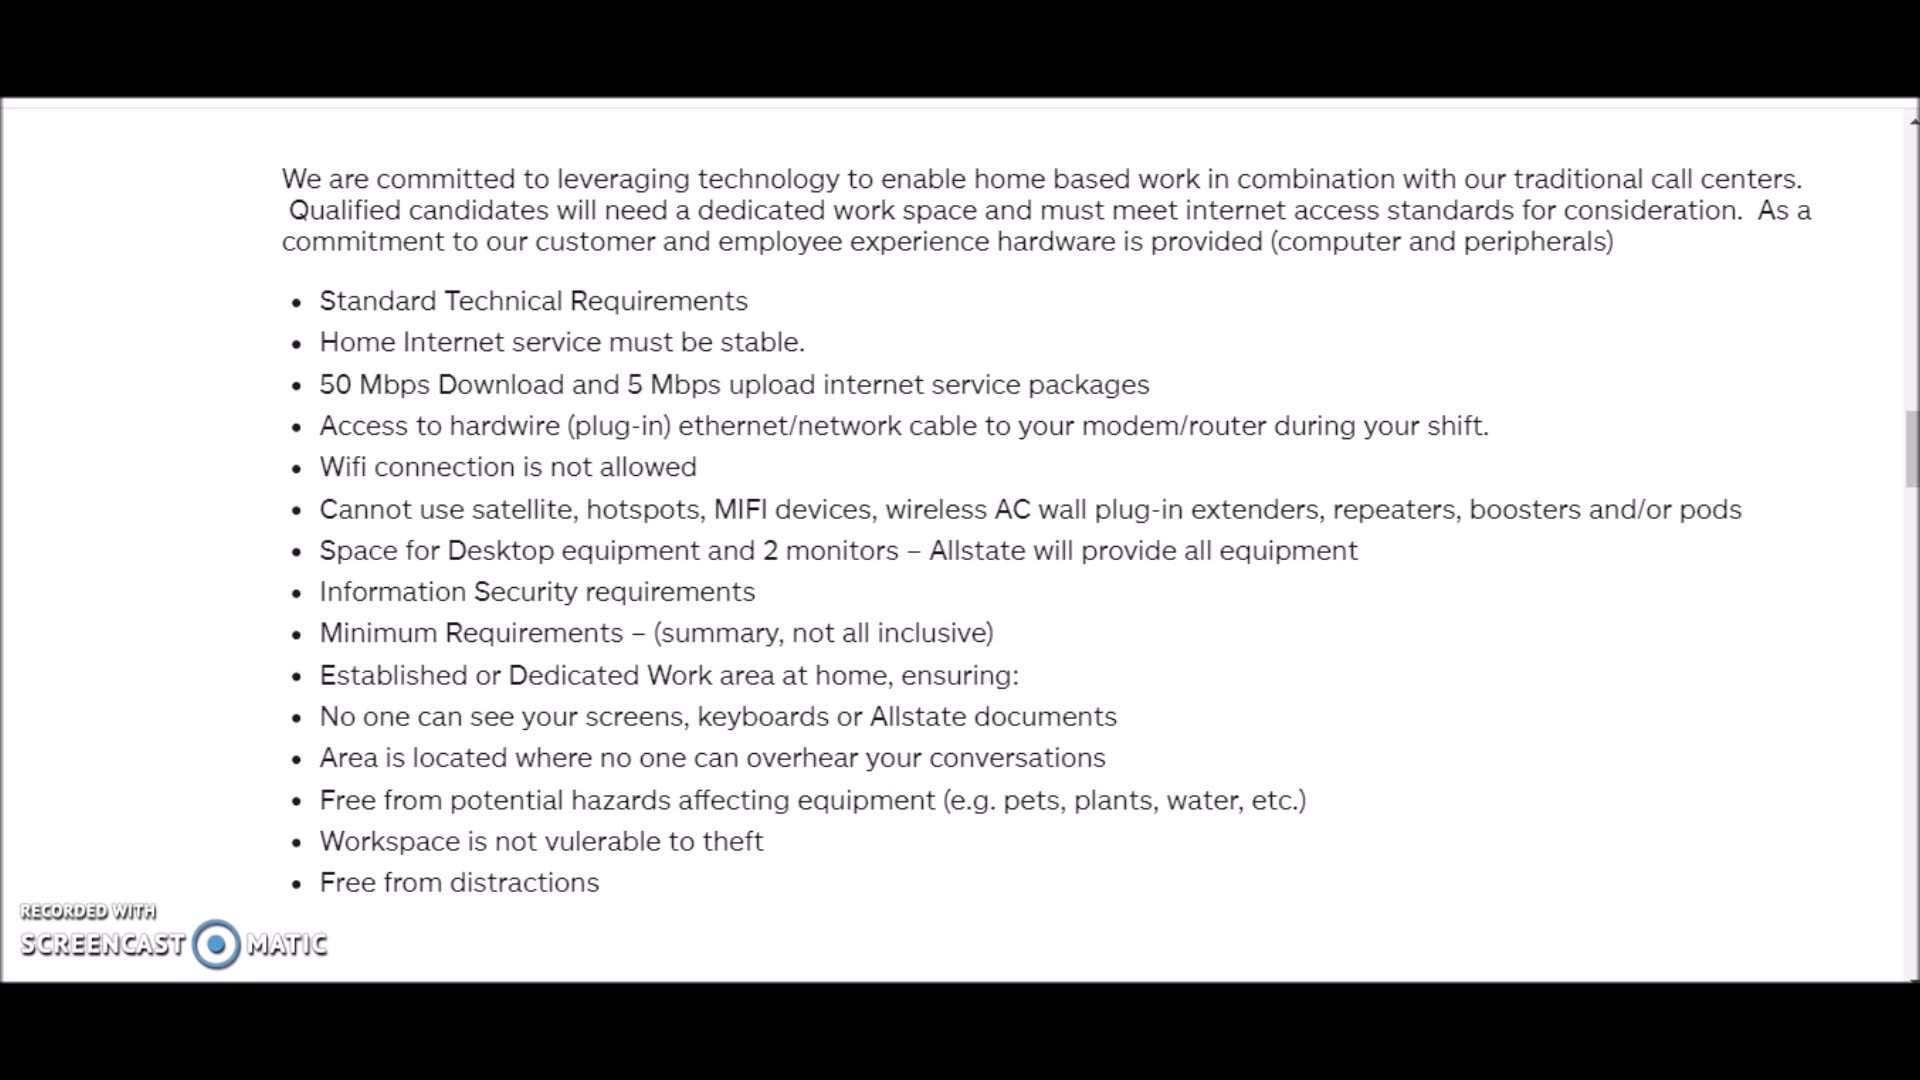 We are committed to leveraging technology to enable home based work in combination with our traditional call centers.
Qualified candidates will need a dedicated work space and must meet internet access standards for consideration.  As a
commitment to our customer and employee experience hardware is provided (computer and peripherals)
• Standard Technical Requirements
• Home Internet service must be stable.
• 50 Mbps Download and 5 Mbps upload internet service packages
• Access to hardwire (plug-in) ethernet/network cable to your modem/router during your shift.
• Wifi connection is not allowed
• Cannot use satellite, hotspots, MIFI devices, wireless AC wall plug-in extenders, repeaters, boosters and/or pods
• Space for Desktop equipment and 2 monitors – Allstate will provide all equipment
• Information Security requirements
• Minimum Requirements – (summary, not all inclusive)
• Established or Dedicated Work area at home, ensuring:
• No one can see your screens, keyboards or Allstate documents
• Area is located where no one can overhear your conversations
• Free from potential hazards affecting equipment (e.g. pets, plants, water, etc.)
• Workspace is not vulerable to theft
• Free from distractions
RECORDED WITH
SCREENCAST MATIC